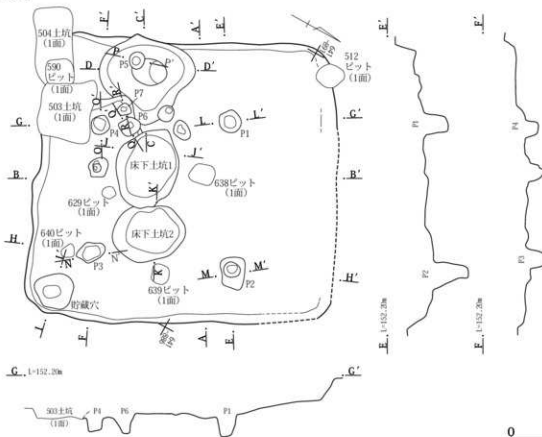 F'
C'
A'
E'
504土坑
(1面)
590
ピット
(1面)
503土坑
(1面)
512
ピット
(1面)
D
D'
P
P'
P5
P7
P6
P4
G
G'
L
L'
P1
J
J'
Q
R
C
床下土坑1
K'
B
B'
638ピット
(1面)
629ピット
(1面)
640ピット
(1面)
H
H'
床下土坑2
N
N'
P3
K
M
M'
P2
639ピット
(1面)
貯蔵穴
I
F
A
E
E'
P1
P2
E
L=152.20m
F'
P4
P3
F
L=152.20m
G
L=152.20m
G'
503土坑
(1面)
P4
P6
P1
0